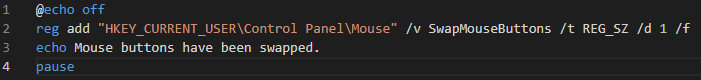 1 @echo off
2 reg add "HKEY_CURRENT_USER\Control Panel\Mouse" /v SwapMouseButtons /t REG_SZ /d 1 /f
3 echo Mouse buttons have been swapped.
4 pause